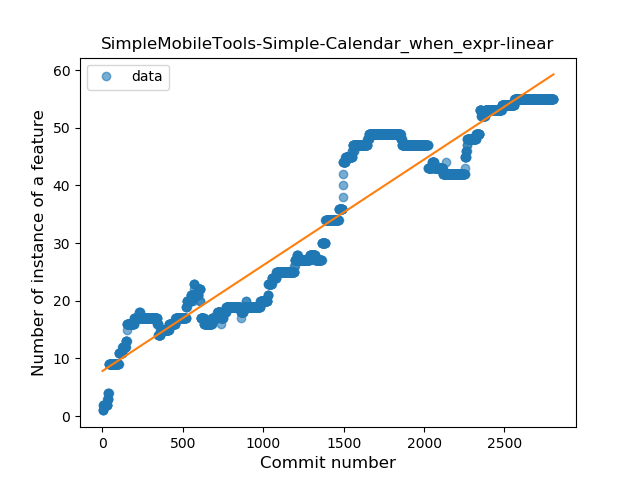 SimpleMobileTools-Simple-Calendar_when_expr-linear
data
Number of instance of a feature
60
50
40
30
20
10
0
0 500 1000 1500 2000 2500
Commit number